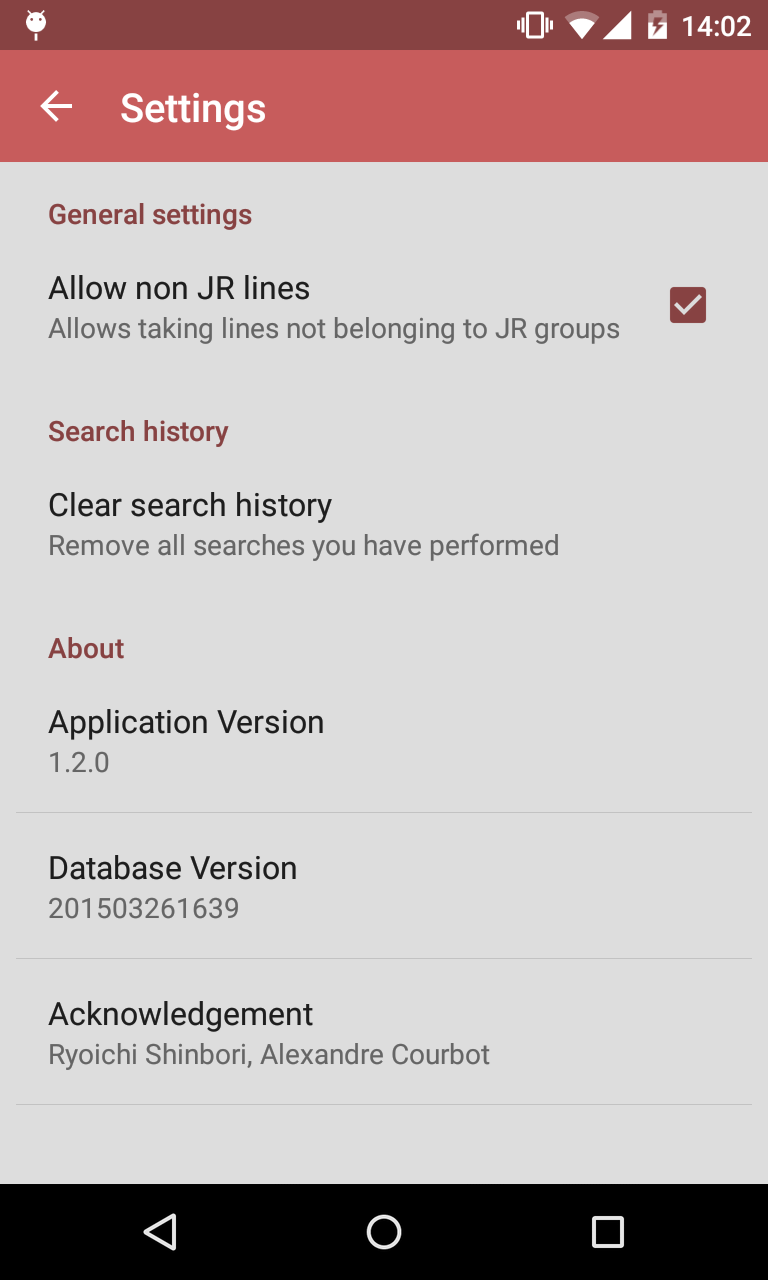 14:02
Settings
General settings
Allow non JR lines
Allows taking lines not belonging to JR groups
Search history
Clear search history
Remove all searches you have performed
About
Application Version
1.2.0
Database Version
201503261639
Acknowledgement
Ryoichi Shinbori, Alexandre Courbot